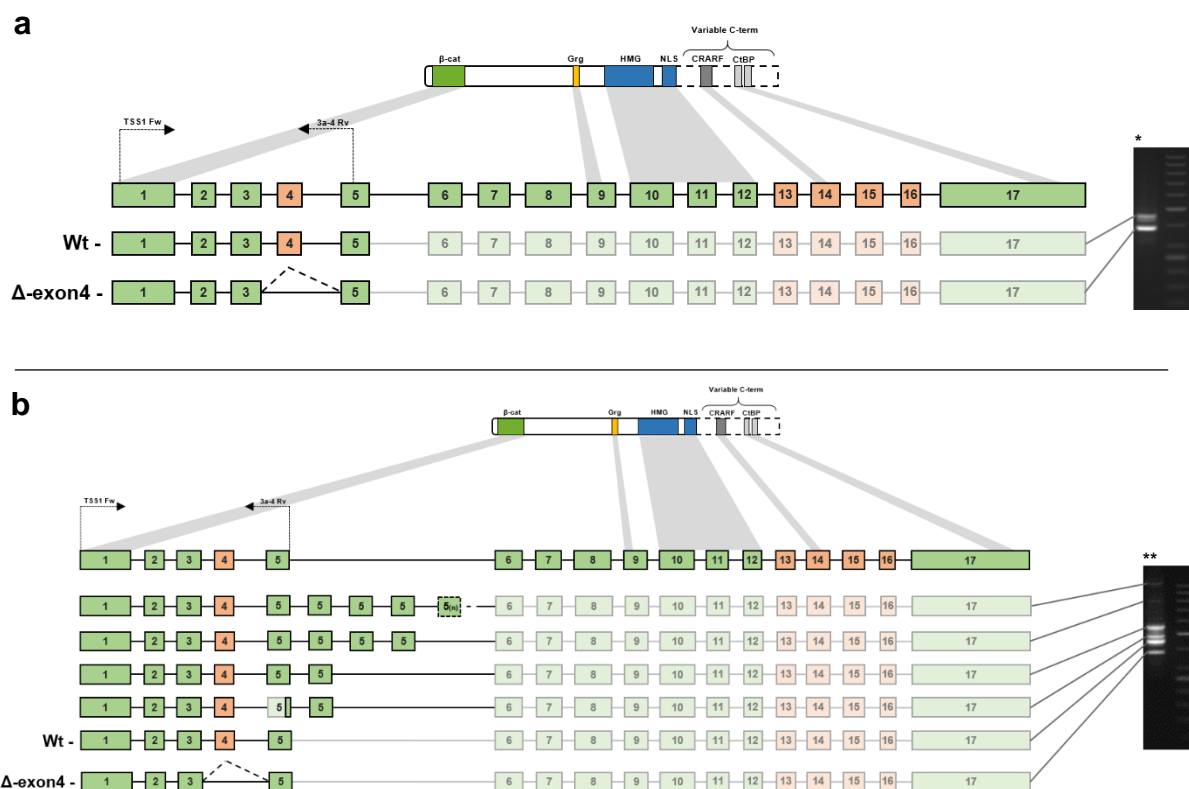 a
Variable C-term
β-cat Grg HMG NLS CRARF CtBP
TSS1 Fw 3a-4 Rv *
1 2 3 4 5 6 7 8 9 10 11 12 13 14 15 16 17
Wt - 1 2 3 4 5 6 7 8 9 10 11 12 13 14 15 16 17
Δ-exon4 - 1 2 3 5 6 7 8 9 10 11 12 13 14 15 16 17
b
Variable C-term
β-cat Grg HMG NLS CRARF CtBP
TSS1 Fw 3a-4 Rv
**
1 2 3 4 5 6 7 8 9 10 11 12 13 14 15 16 17
1 2 3 4 5 5 5 5 5(n) 6 7 8 9 10 11 12 13 14 15 16 17
1 2 3 4 5 5 5 5 6 7 8 9 10 11 12 13 14 15 16 17
1 2 3 4 5 5 6 7 8 9 10 11 12 13 14 15 16 17
1 2 3 4 5 5 6 7 8 9 10 11 12 13 14 15 16 17
Wt - 1 2 3 4 5 6 7 8 9 10 11 12 13 14 15 16 17
Δ-exon4 - 1 2 3 5 6 7 8 9 10 11 12 13 14 15 16 17